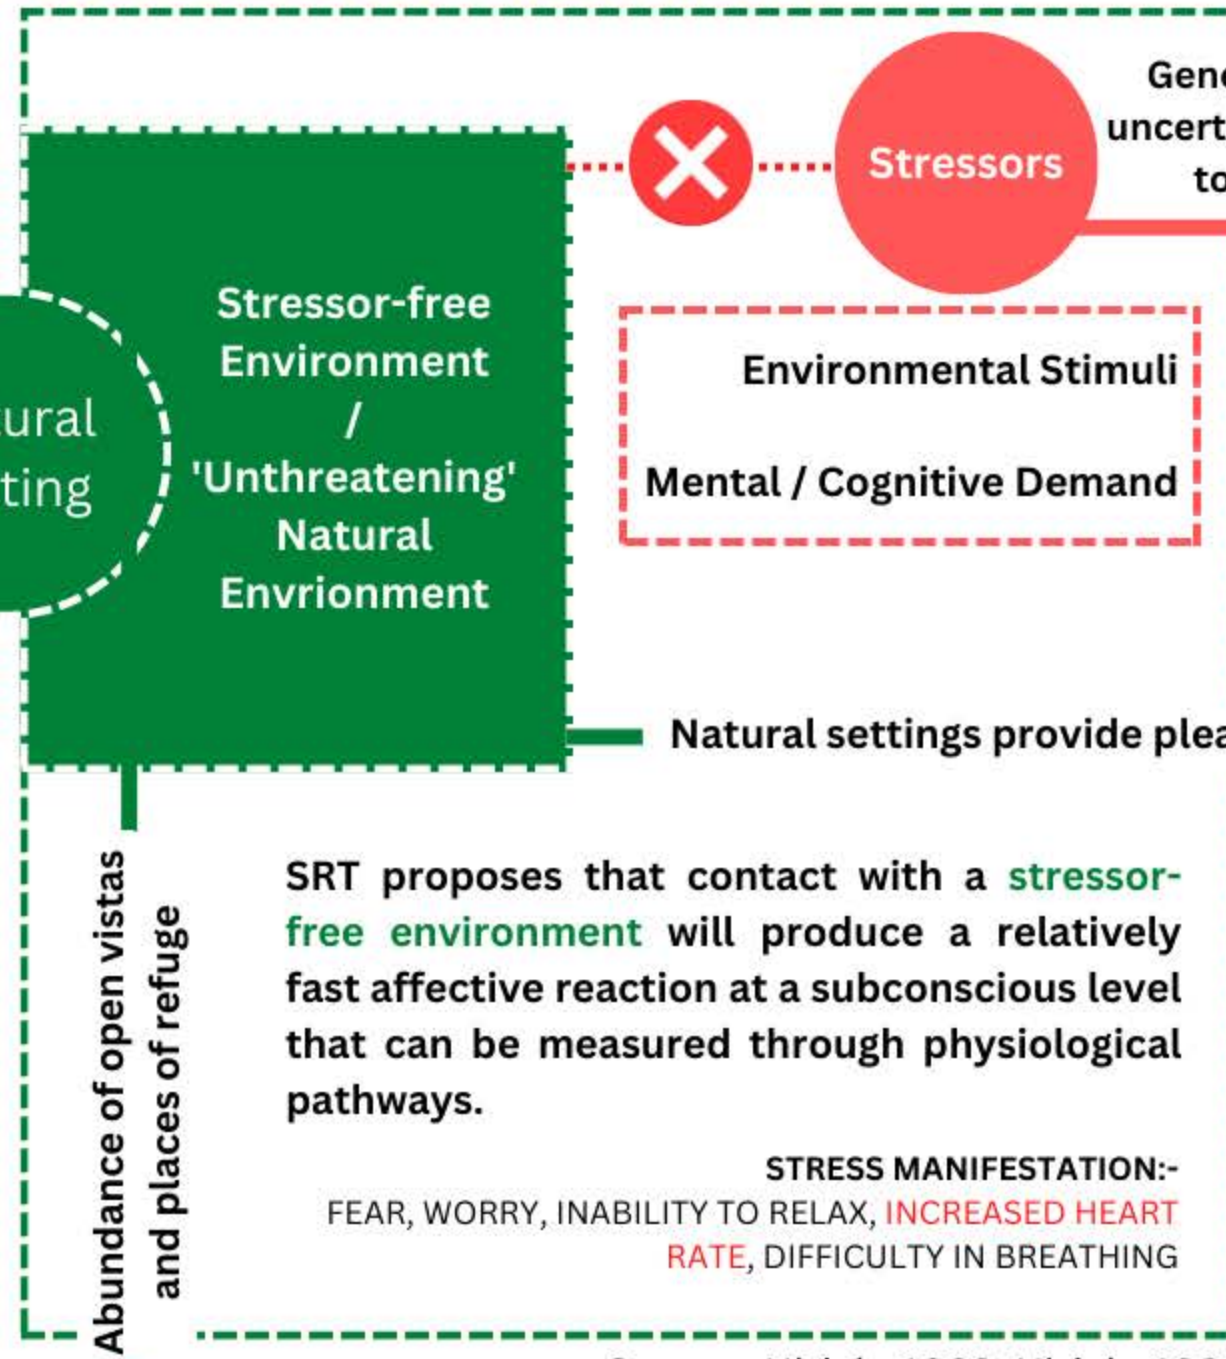 Stressors
to
Stressor-free
Environment
/
'Unthreatening'
Natural
Envrionment
Environmental Stimuli
Mental / Cognitive Demand
Natural settings provide
Abundance of open vistas
and places of refuge
SRT proposes that contact with a stressor-
free environment will produce a relatively
fast affective reaction at a subconscious level
that can be measured through physiological
pathways.
STRESS MANIFESTATION:-
FEAR, WORRY, INABILITY TO RELAX, INCREASED HEART
RATE, DIFFICULTY IN BREATHING